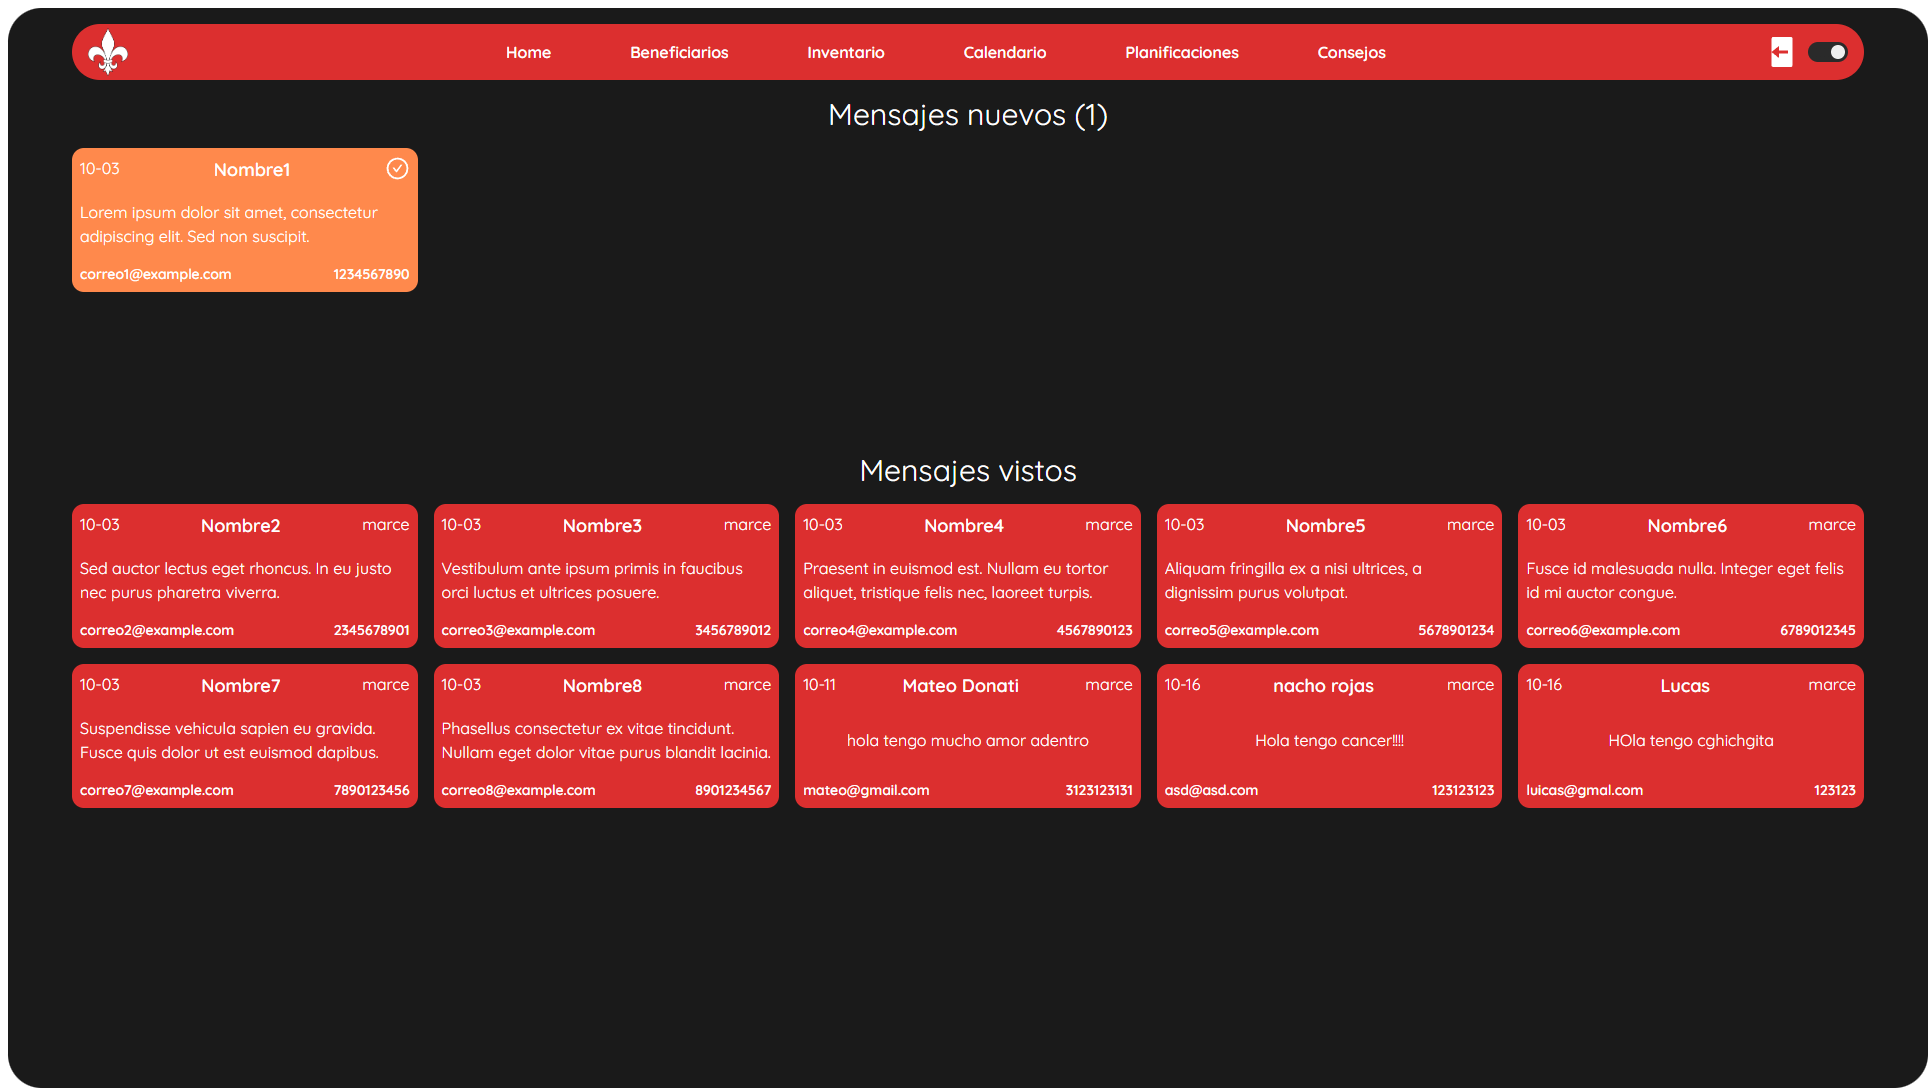 Home Beneficiarios Inventario Calendario Planificaciones Consejos
Mensajes nuevos (1)
10-03 Nombre1
Lorem ipsum dolor sit amet, consectetur
adipiscing elit. Sed non suscipit.
correo1@example.com 1234567890
Mensajes vistos
10-03 Nombre2 marce
Sed auctor lectus eget rhoncus. In eu justo
nec purus pharetra viverra.
correo2@example.com 2345678901
10-03 Nombre3 marce
Vestibulum ante ipsum primis in faucibus
orci luctus et ultrices posuere.
correo3@example.com 3456789012
10-03 Nombre4 marce
Praesent in euismod est. Nullam eu tortor
aliquet, tristique felis nec, laoreet turpis.
correo4@example.com 4567890123
10-03 Nombre5 marce
Aliquam fringilla ex a nisi ultrices, a
dignissim purus volutpat.
correo5@example.com 5678901234
10-03 Nombre6 marce
Fusce id malesuada nulla. Integer eget felis
id mi auctor congue.
correo6@example.com 6789012345
10-03 Nombre7 marce
Suspendisse vehicula sapien eu gravida.
Fusce quis dolor ut est euismod dapibus.
correo7@example.com 7890123456
10-03 Nombre8 marce
Phasellus consectetur ex vitae tincidunt.
Nullam eget dolor vitae purus blandit lacinia.
correo8@example.com 8901234567
10-11 Mateo Donati marce
hola tengo mucho amor adentro
mateo@gmail.com 3123123131
10-16 nacho rojas marce
Hola tengo cancer!!!!
asd@asd.com 123123123
10-16 Lucas marce
HOla tengo cghichgita
luicas@gmal.com 123123